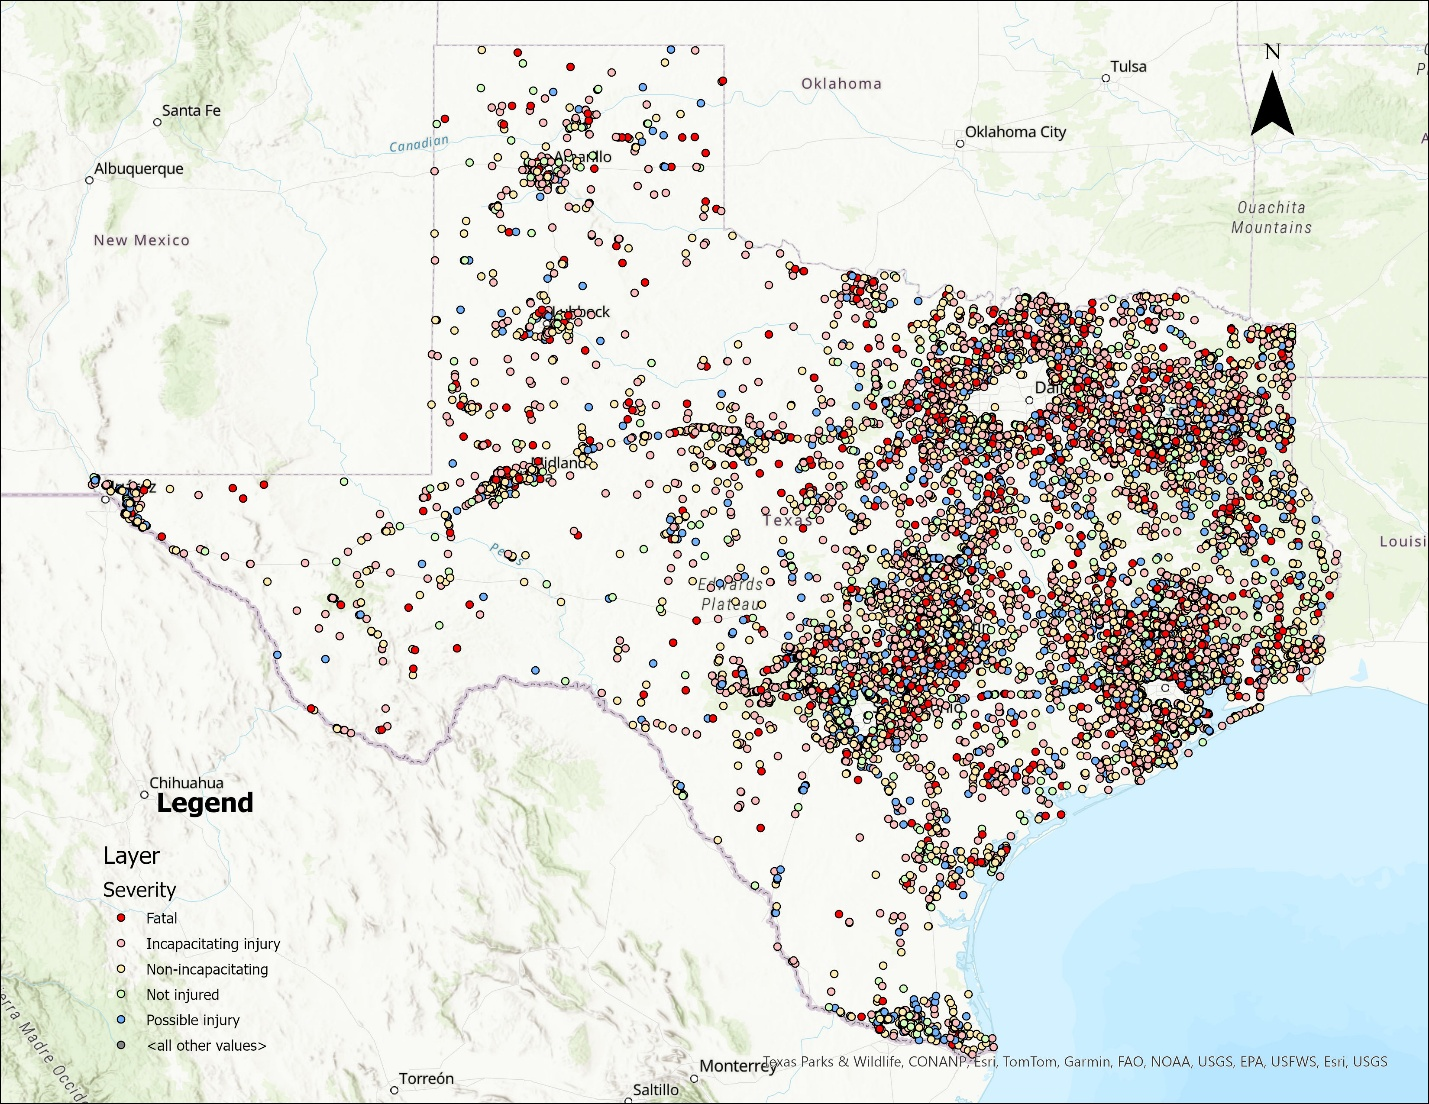 N
Tulsa
Oklahoma
Santa Fe
Oklahoma City
Canadian
Amarillo
Albuquerque
Ouachita
Mountains
New Mexico
Lubbock
Midland
Texas
Louisi
Edwards
Plateau
Chihuahua
Legend
Layer
Severity
Fatal
Incapacitating injury
Non-incapacitating
Not injured
Possible injury
<all other values>
Monterrey
Texas Parks & Wildlife, CONANP, Esri, TomTom, Garmin, FAO, NOAA, USGS, EPA, USFWS, Esri, USGS
Torreón
Saltillo